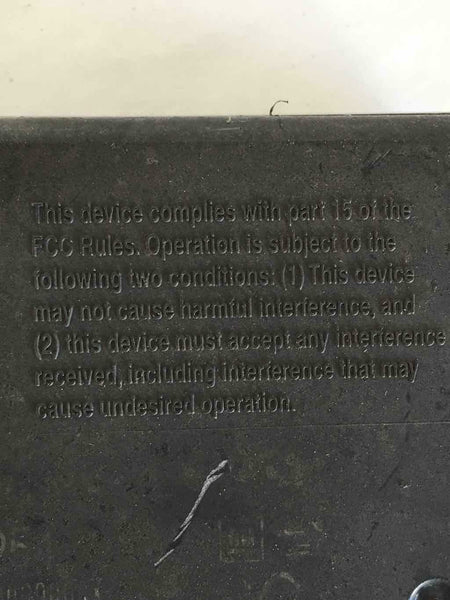 This device complies with part 15 of the
FCC Rules. Operation is subject to the
following two conditions: (1) This device
may not cause harmful interference, and
(2) this device must accept any interference
received, including interference that may
cause undesired operation.